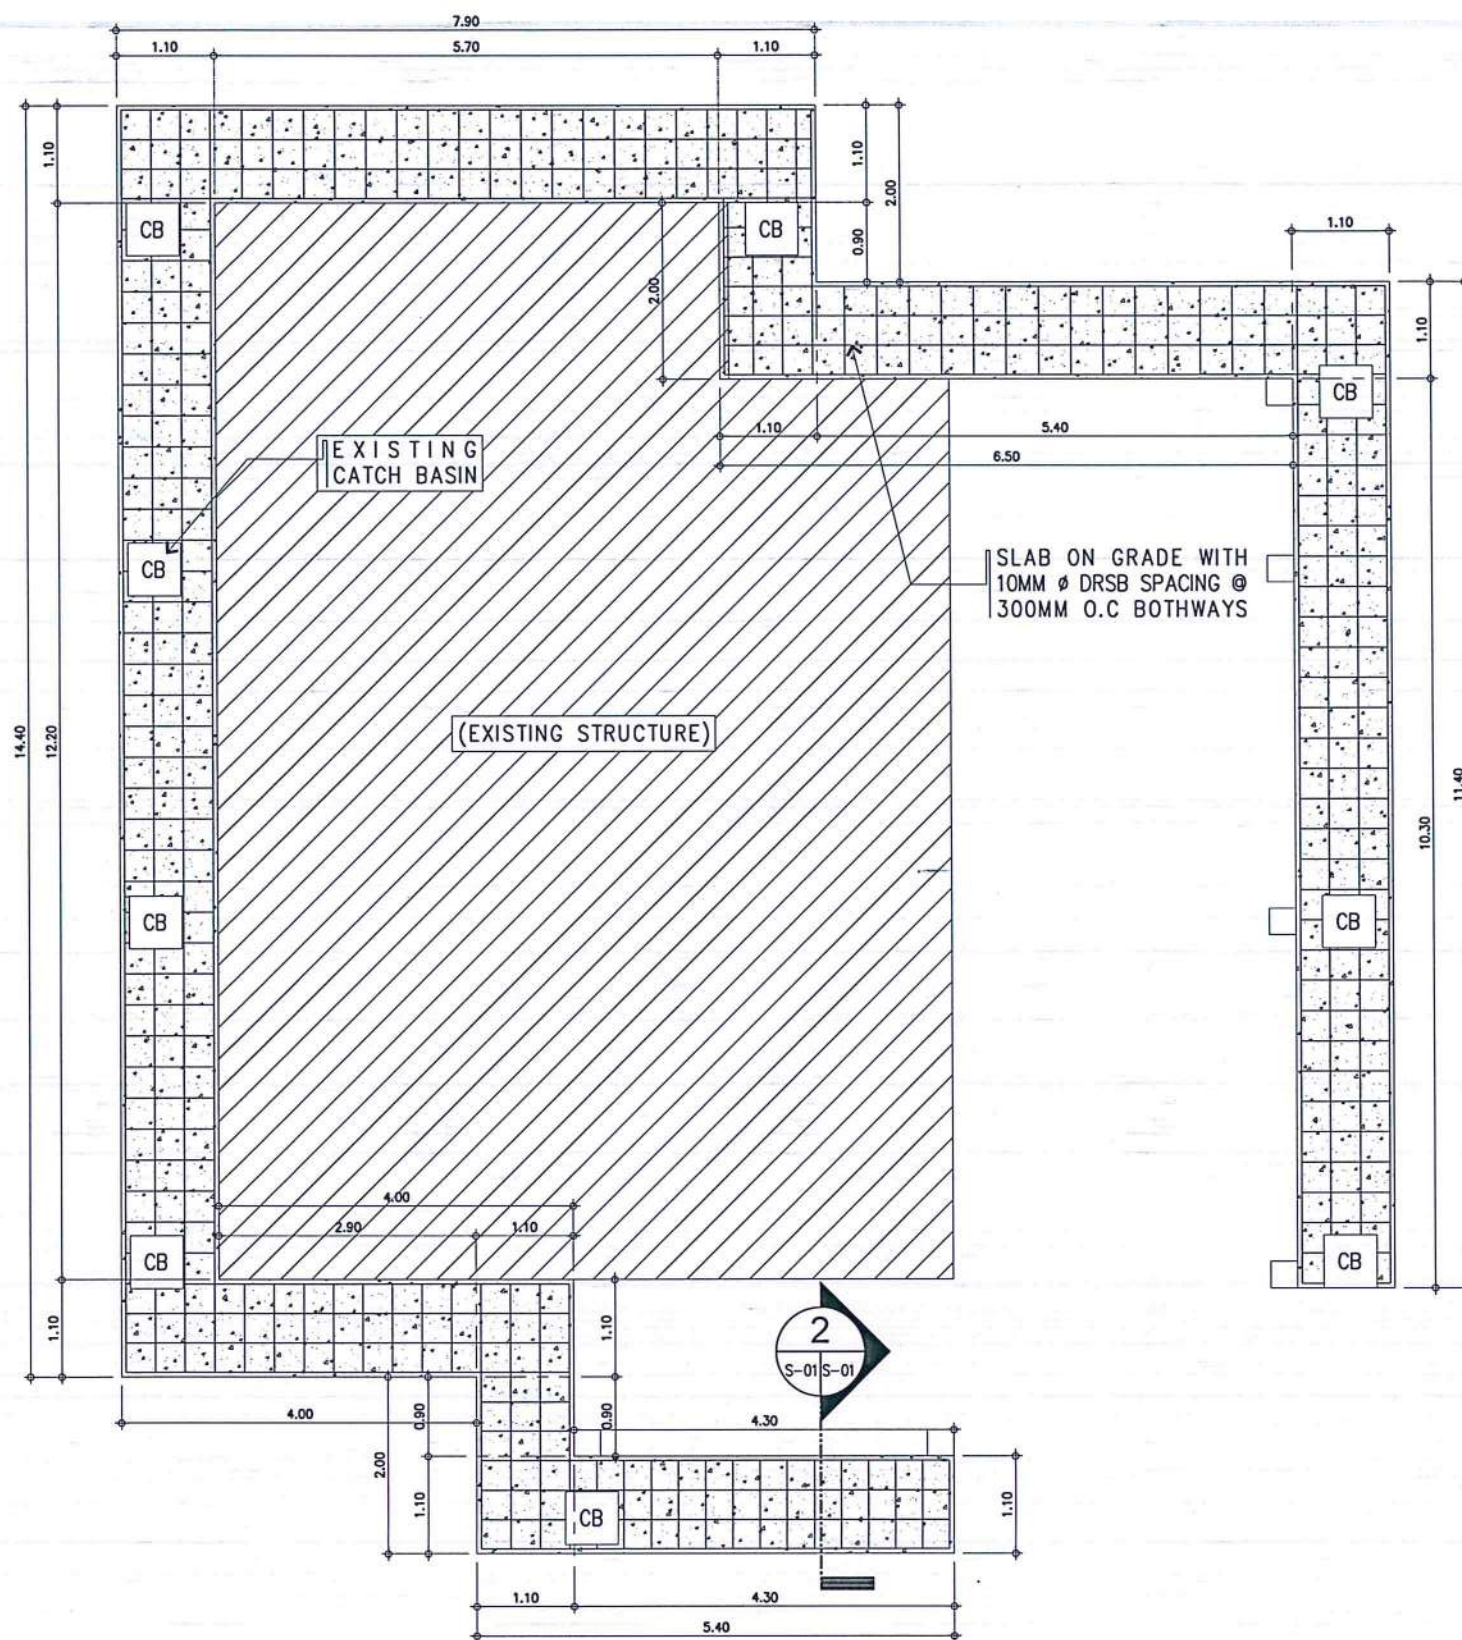 7.90
1.10
5.70
1.10
1.10
1.10
2.00
CB
CB
0.90
1.10
2.00
1.10
CB
EXISTING
CATCH BASIN
1.10
5.40
6.50
CB
SLAB ON GRADE WITH
10MM Ø DRSB SPACING @
300MM O.C BOTHWAYS
14.40
12.20
(EXISTING STRUCTURE)
11.40
10.30
CB
CB
4.00
2.90
1.10
CB
CB
1.10
1.10
2
S-01
S-01
4.00
0.90
0.90
4.30
2.00
1.10
CB
1.10
1.10
4.30
5.40